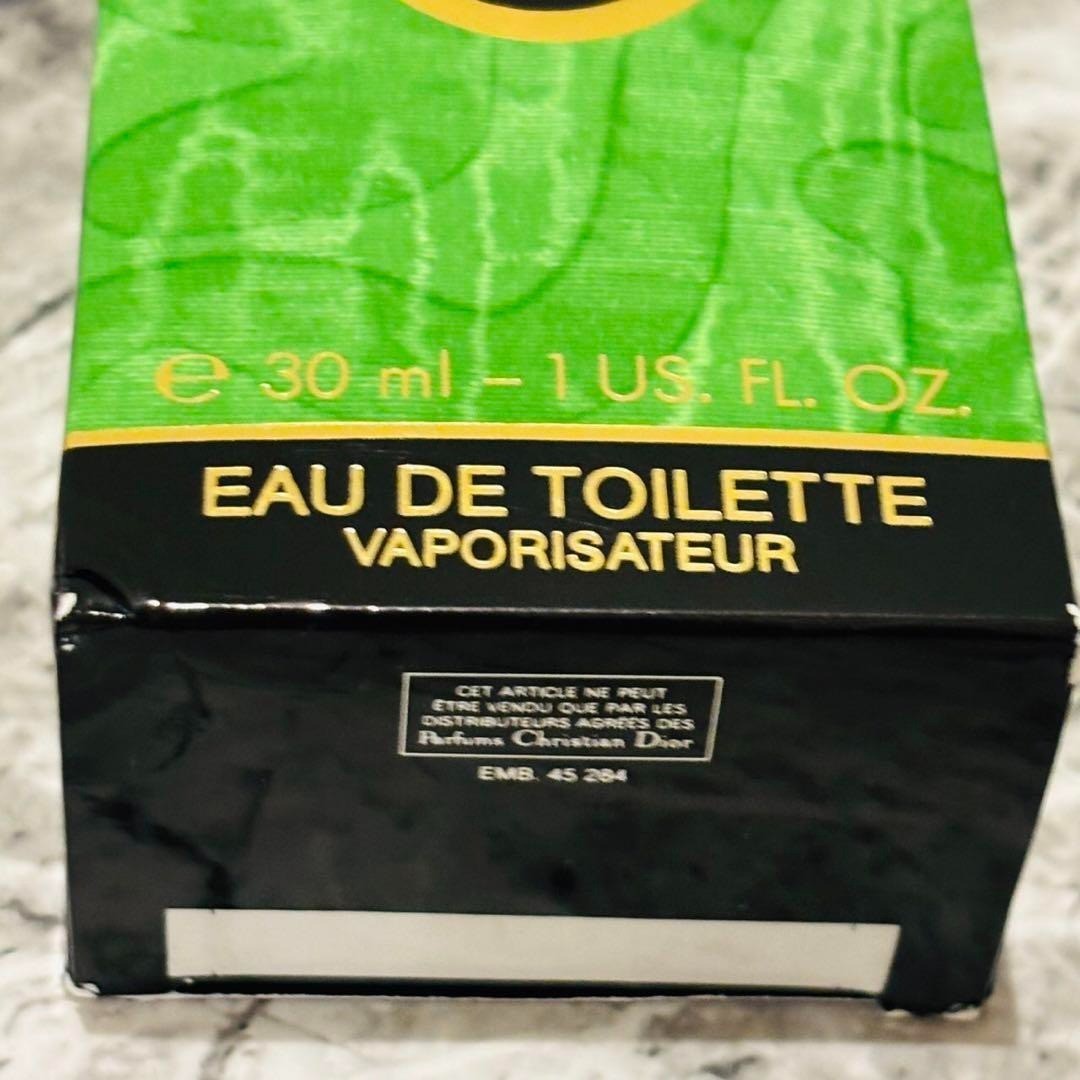 ℮ 30 ml – 1 US. FL. OZ.
EAU DE TOILETTE
VAPORISATEUR
CET ARTICLE NE PEUT
ETRE VENDU QUE PAR LES
DISTRIBUTEURS AGREES DES
Parfums Christian Dior
EMB. 45 284